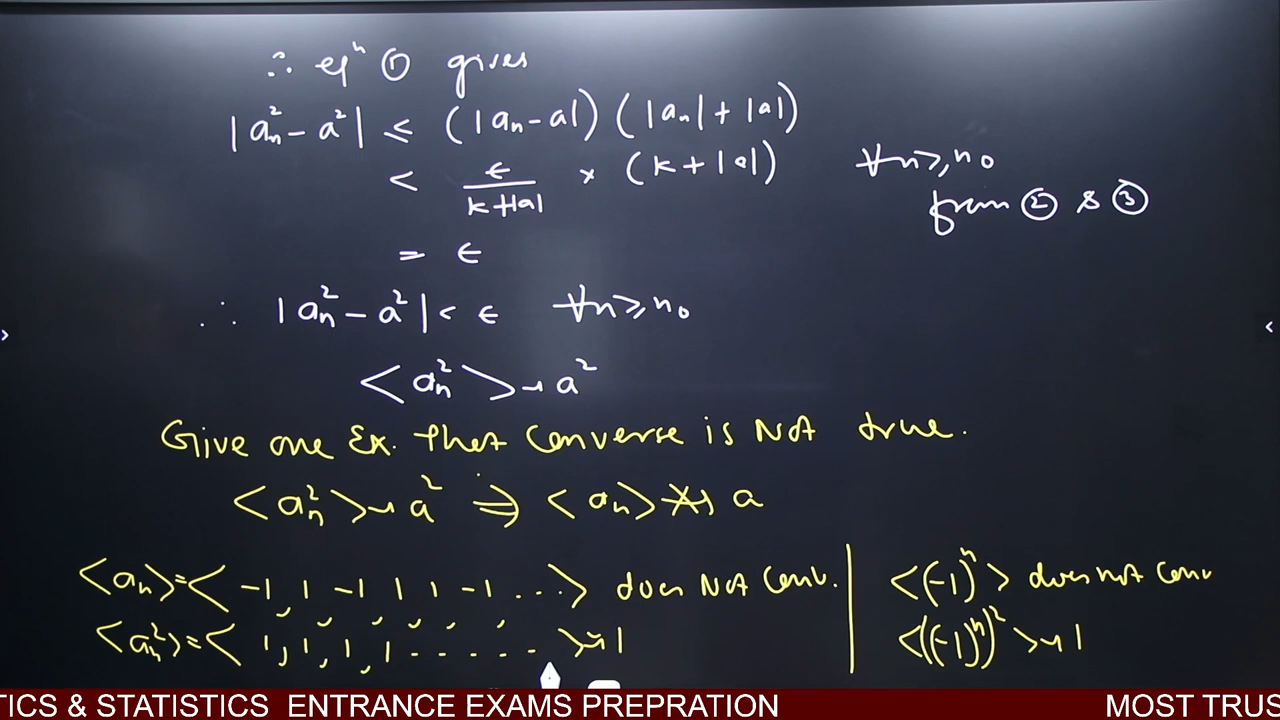 ∴ eqⁿ ① gives
|aₙ² - a²| ≤ (|aₙ - a|) (|aₙ| + |a|)
< ϵ/(k+|a|) × (k + |a|) ∀n ≥ n₀
from ② & ③
= ϵ
∴ |aₙ² - a²| < ϵ ∀n ≥ n₀
<aₙ²> → a²
Give one Ex. that converse is NOT true.
<aₙ²> → a² ⇒ <aₙ> ↛ a
<aₙ> = < -1, 1, -1, 1, 1, -1 ...> does NOT Conv.
<aₙ²> = < 1, 1, 1, 1 - - - - - > → 1
<(-1)ⁿ> does not conv
<((-1)ⁿ)²> → 1
TICS & STATISTICS ENTRANCE EXAMS PREPRATION MOST TRUS